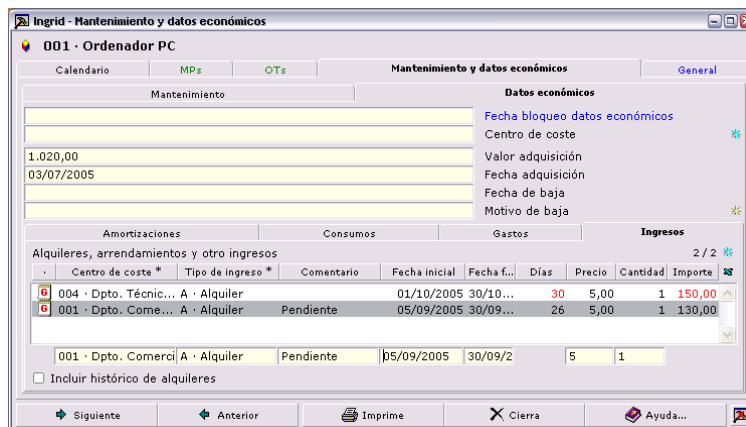 Ingrid - Mantenimiento y datos económicos
001 · Ordenador PC
Calendario MPs OTs Mantenimiento y datos económicos General
Mantenimiento Datos económicos
Fecha bloqueo datos económicos
Centro de coste
1.020,00 Valor adquisición
03/07/2005 Fecha adquisición
Fecha de baja
Motivo de baja
Amortizaciones Consumos Gastos Ingresos
Alquileres, arrendamientos y otro ingresos 2/2
· Centro de coste * Tipo de ingreso * Comentario Fecha inicial Fecha f... Días Precio Cantidad Importe
6 004 · Dpto. Técnic... A · Alquiler 01/10/2005 30/10... 30 5,00 1 150,00
6 001 · Dpto. Come... A · Alquiler Pendiente 05/09/2005 30/09... 26 5,00 1 130,00
001 · Dpto. Comerci A · Alquiler Pendiente 05/09/2005 30/09/2 5 1
Incluir histórico de alquileres
Siguiente Anterior Imprime Cierra Ayuda...